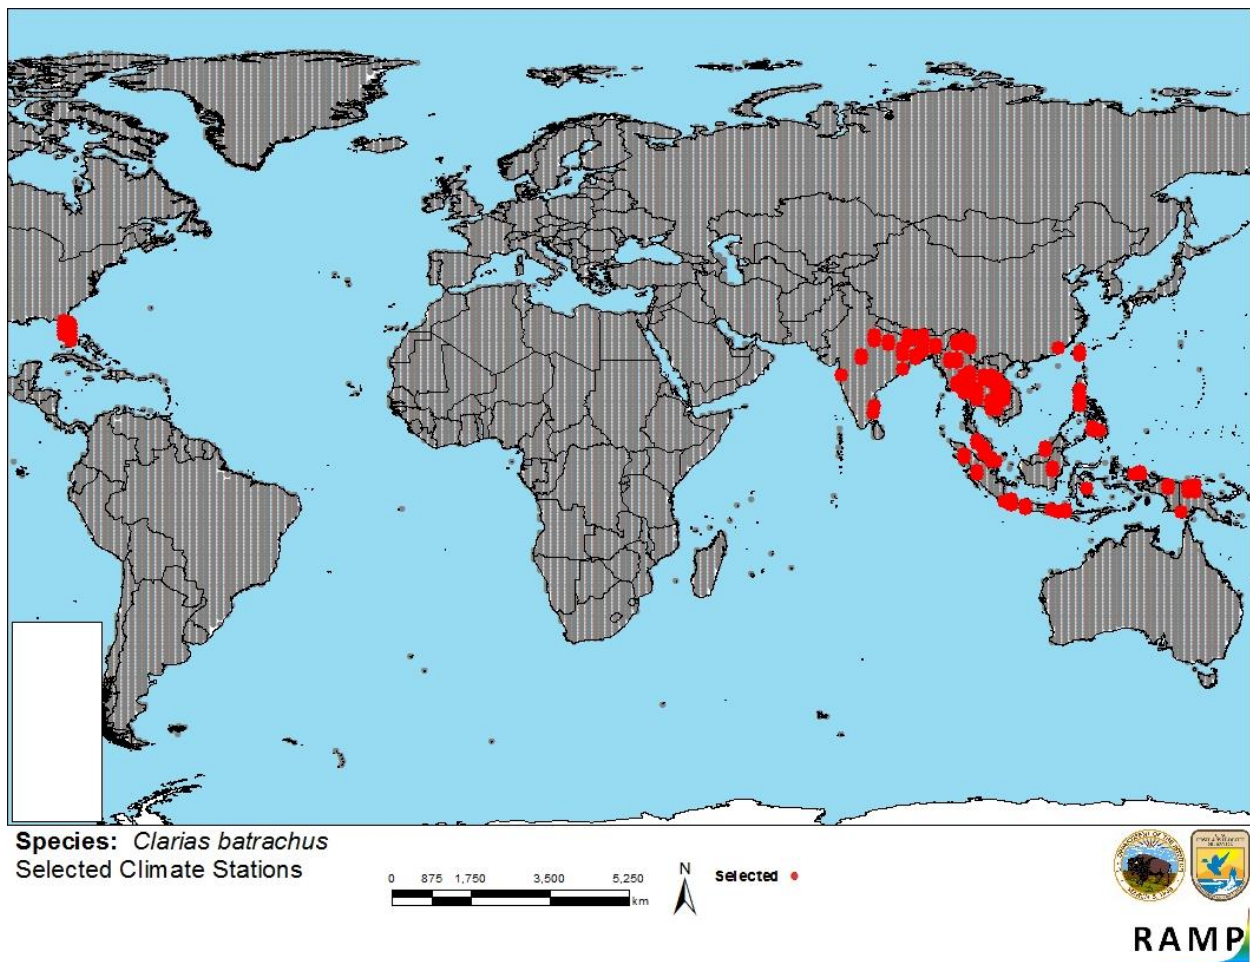 Species: Clarias batrachus
Selected Climate Stations
0 875 1,750 3,500 5,250
km
N
Selected
RAMP